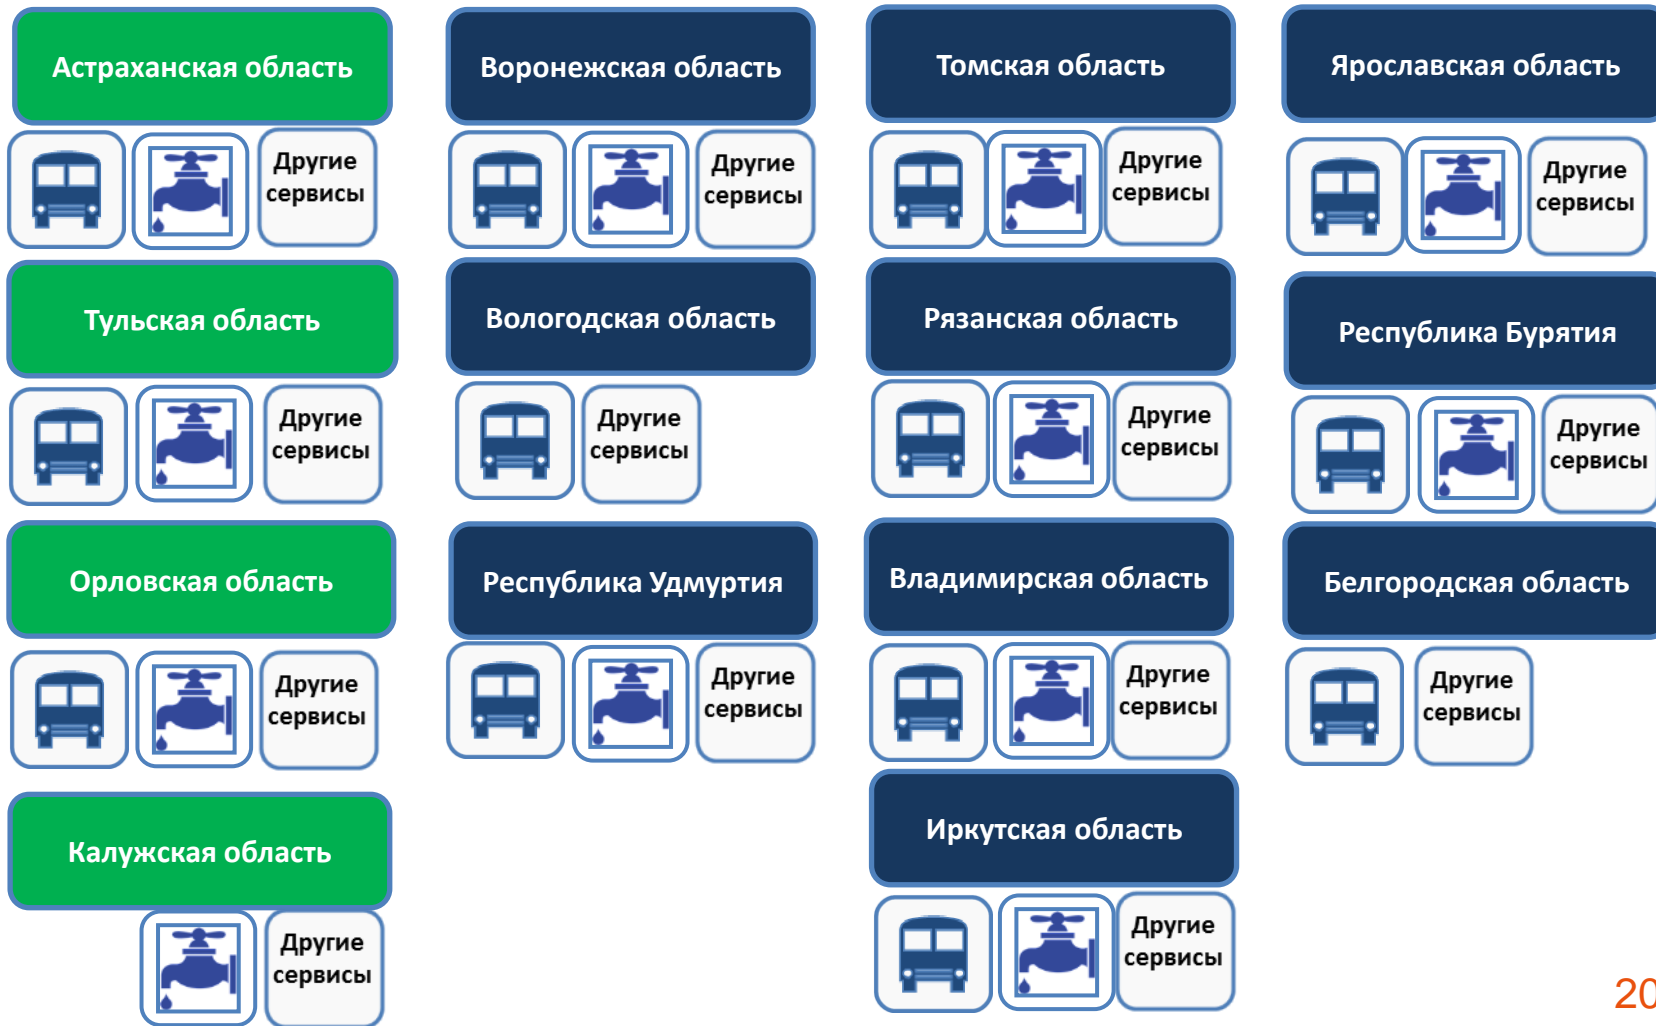 Астраханская область
Воронежская область
Томская область
Ярославская область
Другие
сервисы
Другие
сервисы
Другие
сервисы
Другие
сервисы
Тульская область
Вологодская область
Рязанская область
Республика Бурятия
Другие
сервисы
Другие
сервисы
Другие
сервисы
Другие
сервисы
Орловская область
Республика Удмуртия
Владимирская область
Белгородская область
Другие
сервисы
Другие
сервисы
Другие
сервисы
Другие
сервисы
Калужская область
Иркутская область
Другие
сервисы
Другие
сервисы
20